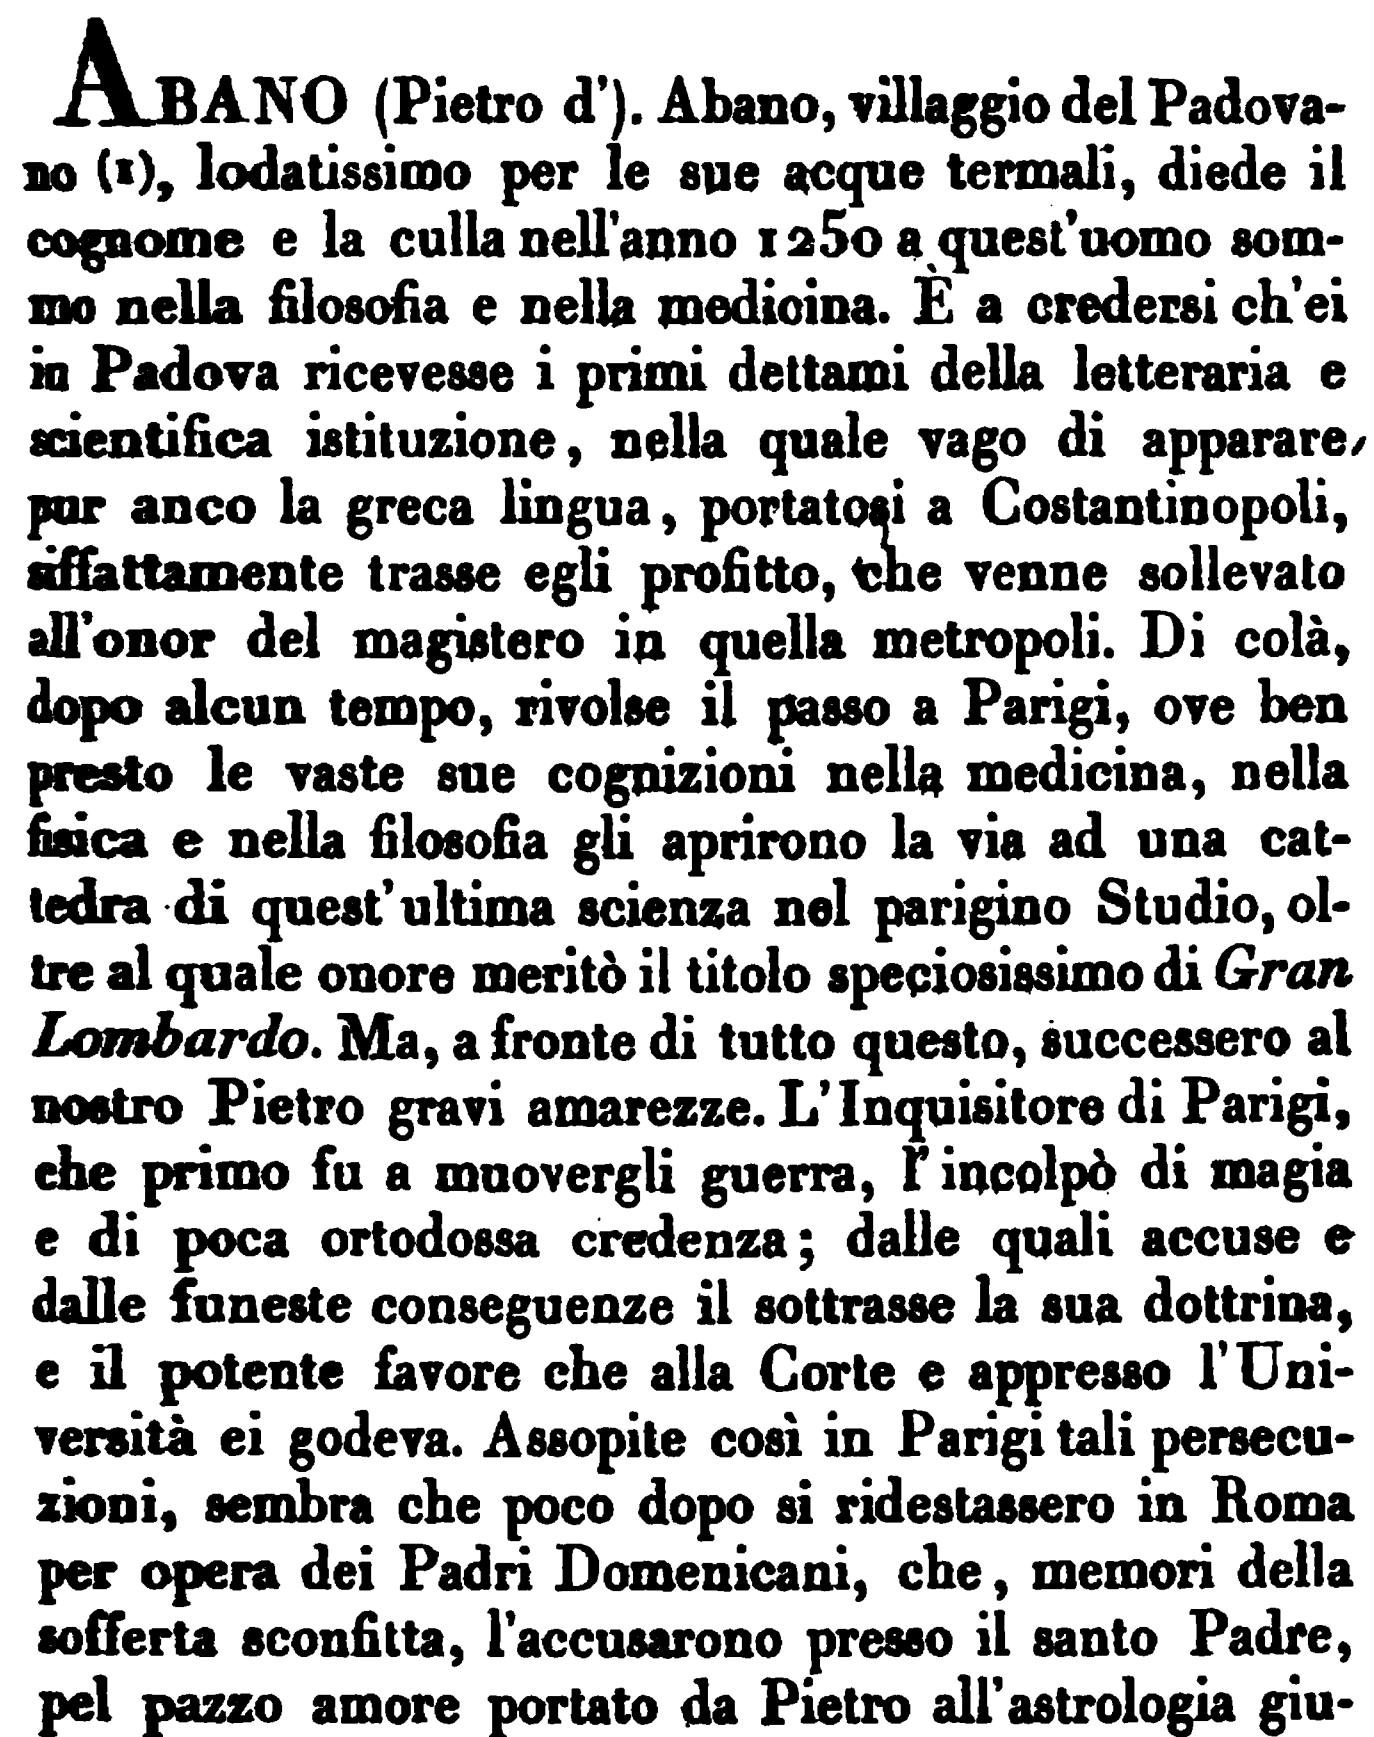 ABANO (Pietro d'). Abano, villaggio del Padova-
no (1), lodatissimo per le sue acque termali, diede il
cognome e la culla nell'anno 1250 a quest'uomo som-
mo nella filosofia e nella medicina. È a credersi ch'ei
in Padova ricevesse i primi dettami della letteraria e
scientifica istituzione, nella quale vago di apparare,
pur anco la greca lingua, portatosi a Costantinopoli,
siffattamente trasse egli profitto, che venne sollevato
all'onor del magistero in quella metropoli. Di colà,
dopo alcun tempo, rivolse il passo a Parigi, ove ben
presto le vaste sue cognizioni nella medicina, nella
fisica e nella filosofia gli aprirono la via ad una cat-
tedra di quest'ultima scienza nel parigino Studio, ol-
tre al quale onore meritò il titolo speciosissimo di Gran
Lombardo. Ma, a fronte di tutto questo, successero al
nostro Pietro gravi amarezze. L'Inquisitore di Parigi,
che primo fu a muovergli guerra, l'incolpò di magia
e di poca ortodossa credenza; dalle quali accuse e
dalle funeste conseguenze il sottrasse la sua dottrina,
e il potente favore che alla Corte e appresso l'Uni-
versità ei godeva. Assopite così in Parigi tali persecu-
zioni, sembra che poco dopo si ridestassero in Roma
per opera dei Padri Domenicani, che, memori della
sofferta sconfitta, l'accusarono presso il santo Padre,
pel pazzo amore portato da Pietro all'astrologia giu-